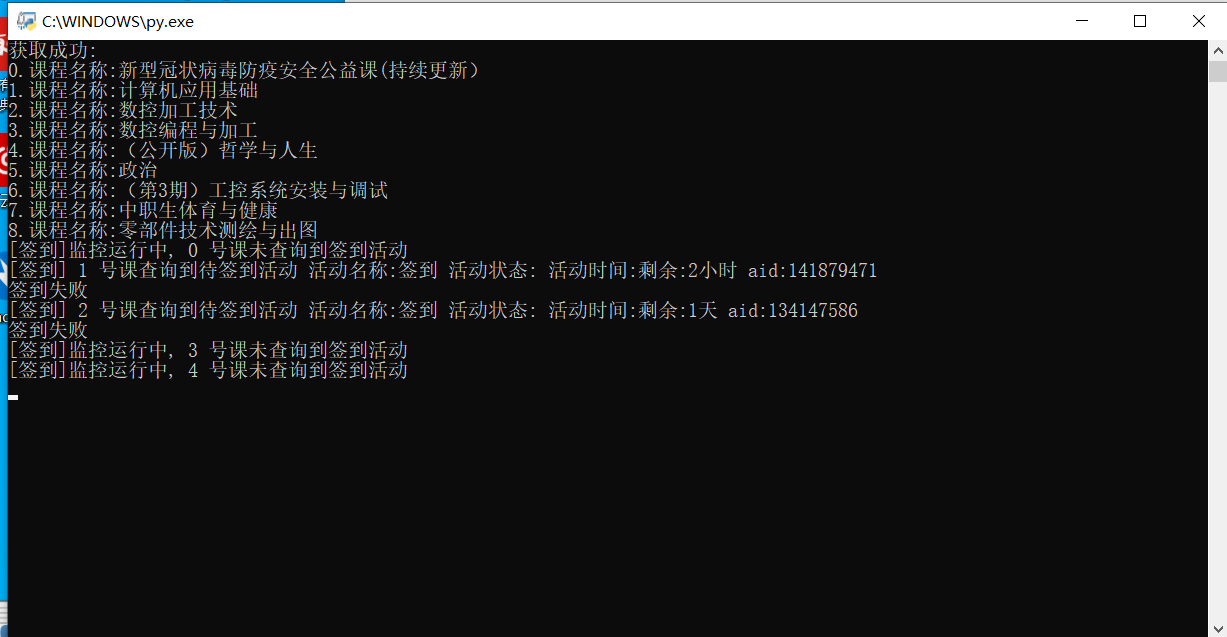 C:\WINDOWS\py.exe
获取成功:
0.课程名称:新型冠状病毒防疫安全公益课(持续更新）
1.课程名称:计算机应用基础
2.课程名称:数控加工技术
3.课程名称:数控编程与加工
4.课程名称:（公开版）哲学与人生
5.课程名称:政治
6.课程名称:（第3期）工控系统安装与调试
7.课程名称:中职生体育与健康
8.课程名称:零部件技术测绘与出图
[签到]监控运行中, 0 号课未查询到签到活动
[签到] 1 号课查询到待签到活动 活动名称:签到 活动状态: 活动时间:剩余:2小时 aid:141879471
签到失败
[签到] 2 号课查询到待签到活动 活动名称:签到 活动状态: 活动时间:剩余:1天 aid:134147586
签到失败
[签到]监控运行中, 3 号课未查询到签到活动
[签到]监控运行中, 4 号课未查询到签到活动